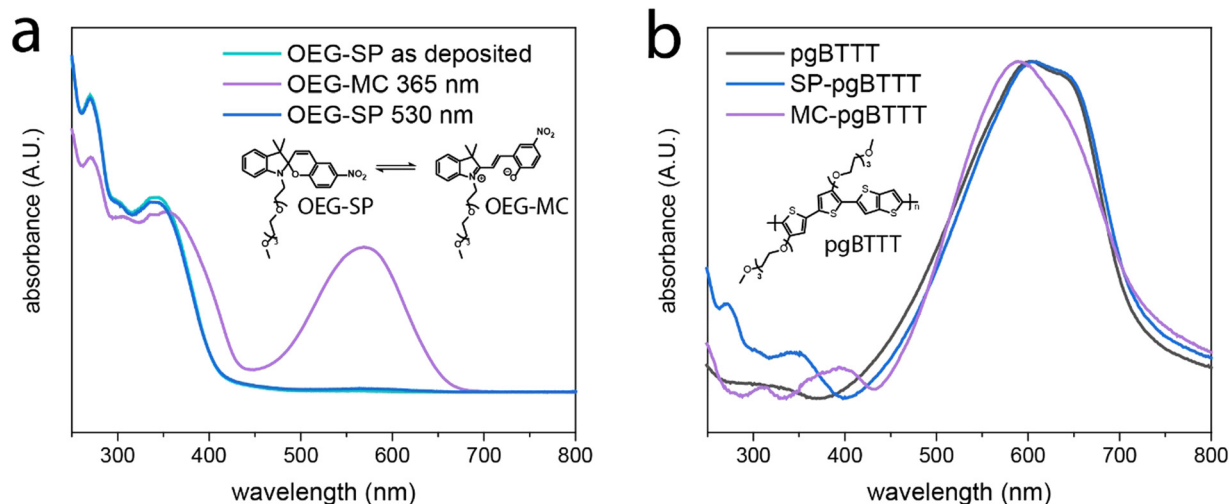 a
OEG-SP as deposited
OEG-MC 365 nm
OEG-SP 530 nm
NO₂
N
O
O
O
3
OEG-SP
NO₂
N
⊕
⊖
O
O
O
3
OEG-MC
absorbance (A.U.)
300 400 500 600 700 800
wavelength (nm)
b
pgBTTT
SP-pgBTTT
MC-pgBTTT
O
3
O
S
S
S
S
n
O
O
3
pgBTTT
absorbance (A.U.)
300 400 500 600 700 800
wavelength (nm)